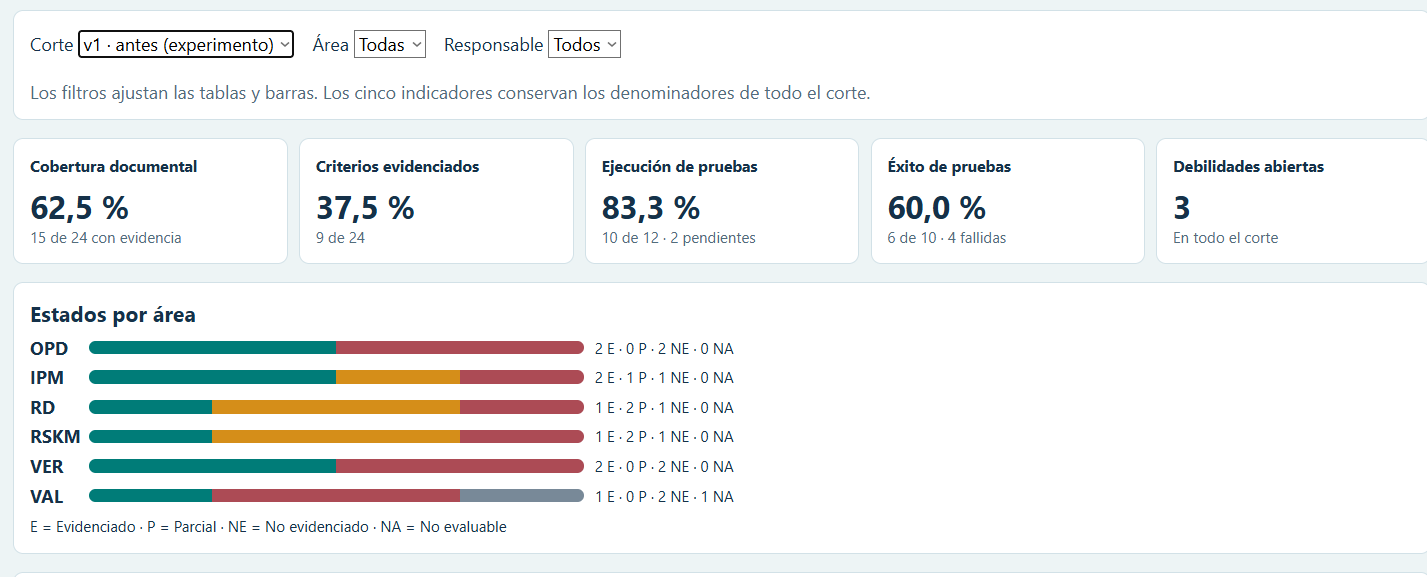 Corte v1 · antes (experimento) Área Todas Responsable Todos
Los filtros ajustan las tablas y barras. Los cinco indicadores conservan los denominadores de todo el corte.
Cobertura documental
62,5 %
15 de 24 con evidencia
Criterios evidenciados
37,5 %
9 de 24
Ejecución de pruebas
83,3 %
10 de 12 · 2 pendientes
Éxito de pruebas
60,0 %
6 de 10 · 4 fallidas
Debilidades abiertas
3
En todo el corte
Estados por área
OPD 2 E · 0 P · 2 NE · 0 NA
IPM 2 E · 1 P · 1 NE · 0 NA
RD 1 E · 2 P · 1 NE · 0 NA
RSKM 1 E · 2 P · 1 NE · 0 NA
VER 2 E · 0 P · 2 NE · 0 NA
VAL 1 E · 0 P · 2 NE · 1 NA
E = Evidenciado · P = Parcial · NE = No evidenciado · NA = No evaluable